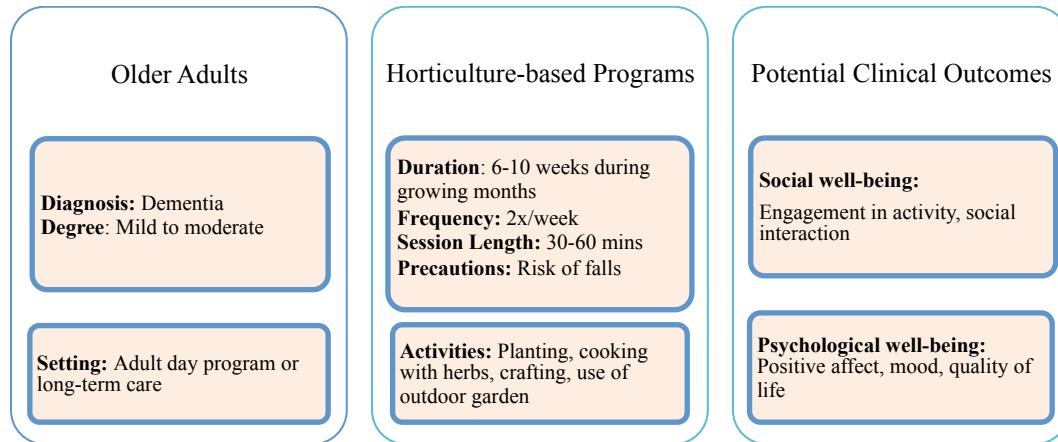 Older Adults
Diagnosis: Dementia
Degree: Mild to moderate
Setting: Adult day program or
long-term care
Horticulture-based Programs
Duration: 6-10 weeks during
growing months
Frequency: 2x/week
Session Length: 30-60 mins
Precautions: Risk of falls
Activities: Planting, cooking
with herbs, crafting, use of
outdoor garden
Potential Clinical Outcomes
Social well-being:
Engagement in activity, social
interaction
Psychological well-being:
Positive affect, mood, quality of
life